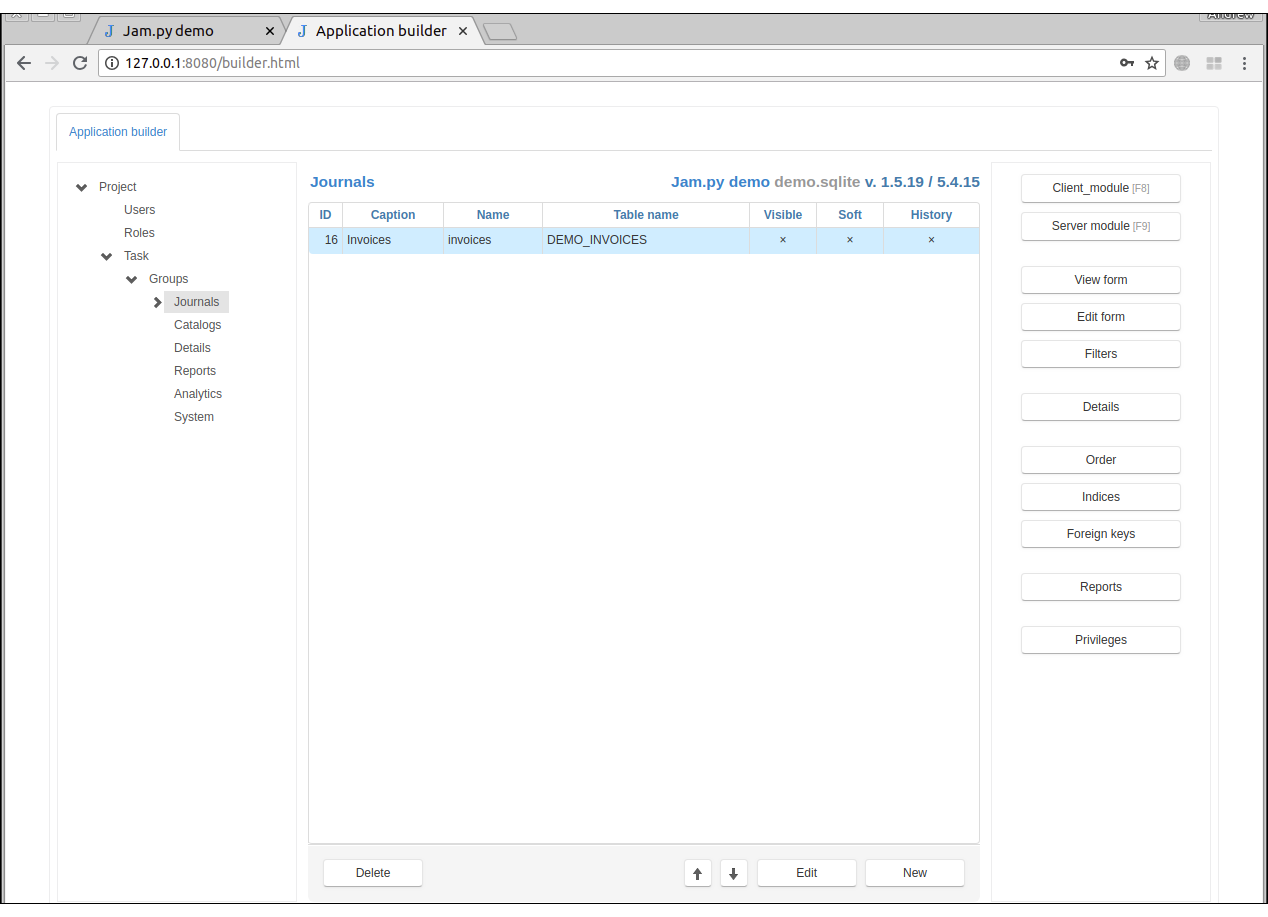 Andrew
Jam.py demo
Application builder
127.0.0.1:8080/builder.html
Application builder
Project
Users
Roles
Task
Groups
Journals
Catalogs
Details
Reports
Analytics
System
Journals
Jam.py demo demo.sqlite v. 1.5.19 / 5.4.15
ID Caption Name Table name Visible Soft History
16 Invoices invoices DEMO_INVOICES × × ×
Delete
Edit
New
Client_module [F8]
Server module [F9]
View form
Edit form
Filters
Details
Order
Indices
Foreign keys
Reports
Privileges